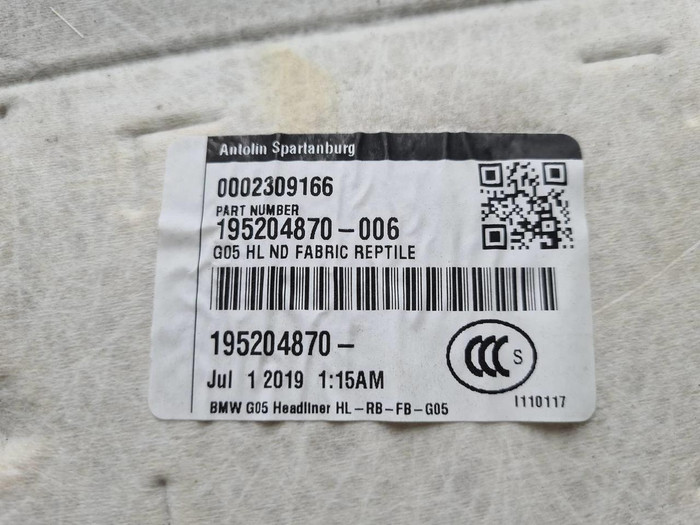 Antolin Spartanburg
0002309166
PART NUMBER
195204870-006
G05 HL ND FABRIC REPTILE
195204870-
CCC S
Jul 1 2019 1:15AM
I110117
BMW G05 Headliner HL-RB-FB-G05